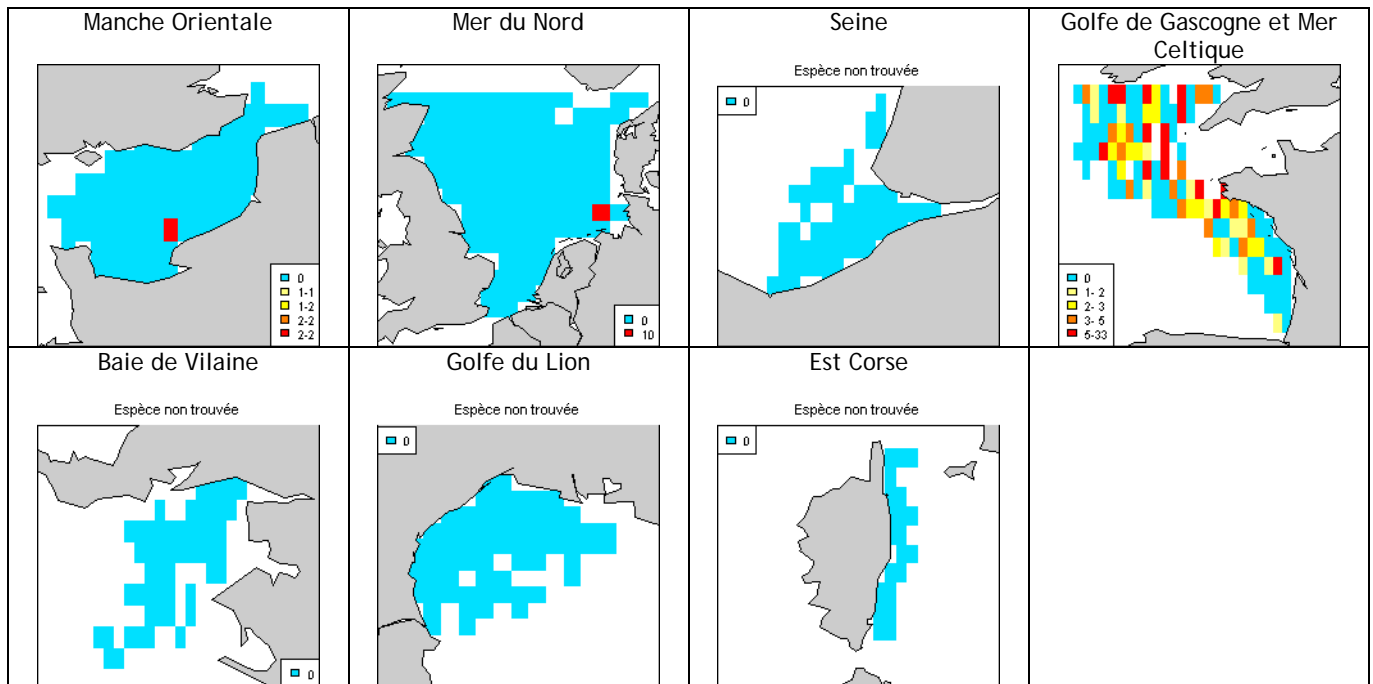 Manche Orientale
Mer du Nord
Seine
Golfe de Gascogne et Mer
Celtique
Espèce non trouvée
0
1-1
1-2
2-2
2-2
0
10
0
0
1- 2
2- 3
3- 5
5-33
Baie de Vilaine
Golfe du Lion
Est Corse
Espèce non trouvée
Espèce non trouvée
Espèce non trouvée
0
0
0